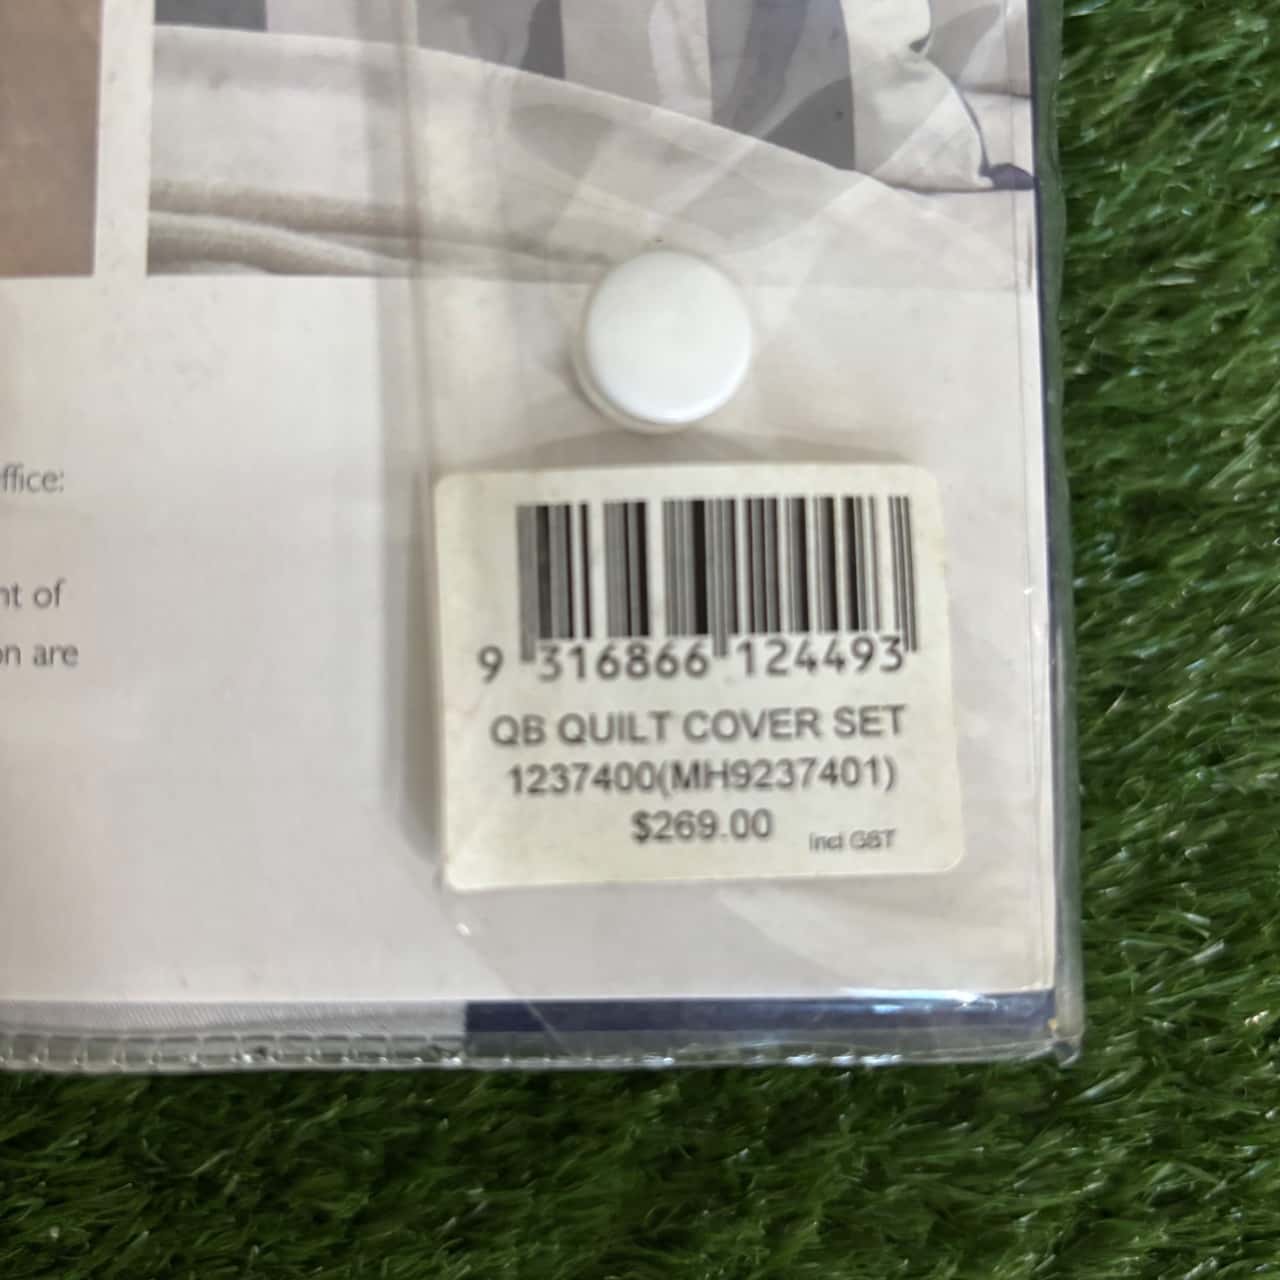 ffice:
nt of
on are
9 316866 124493
QB QUILT COVER SET
1237400(MH9237401)
$269.00
incl GST